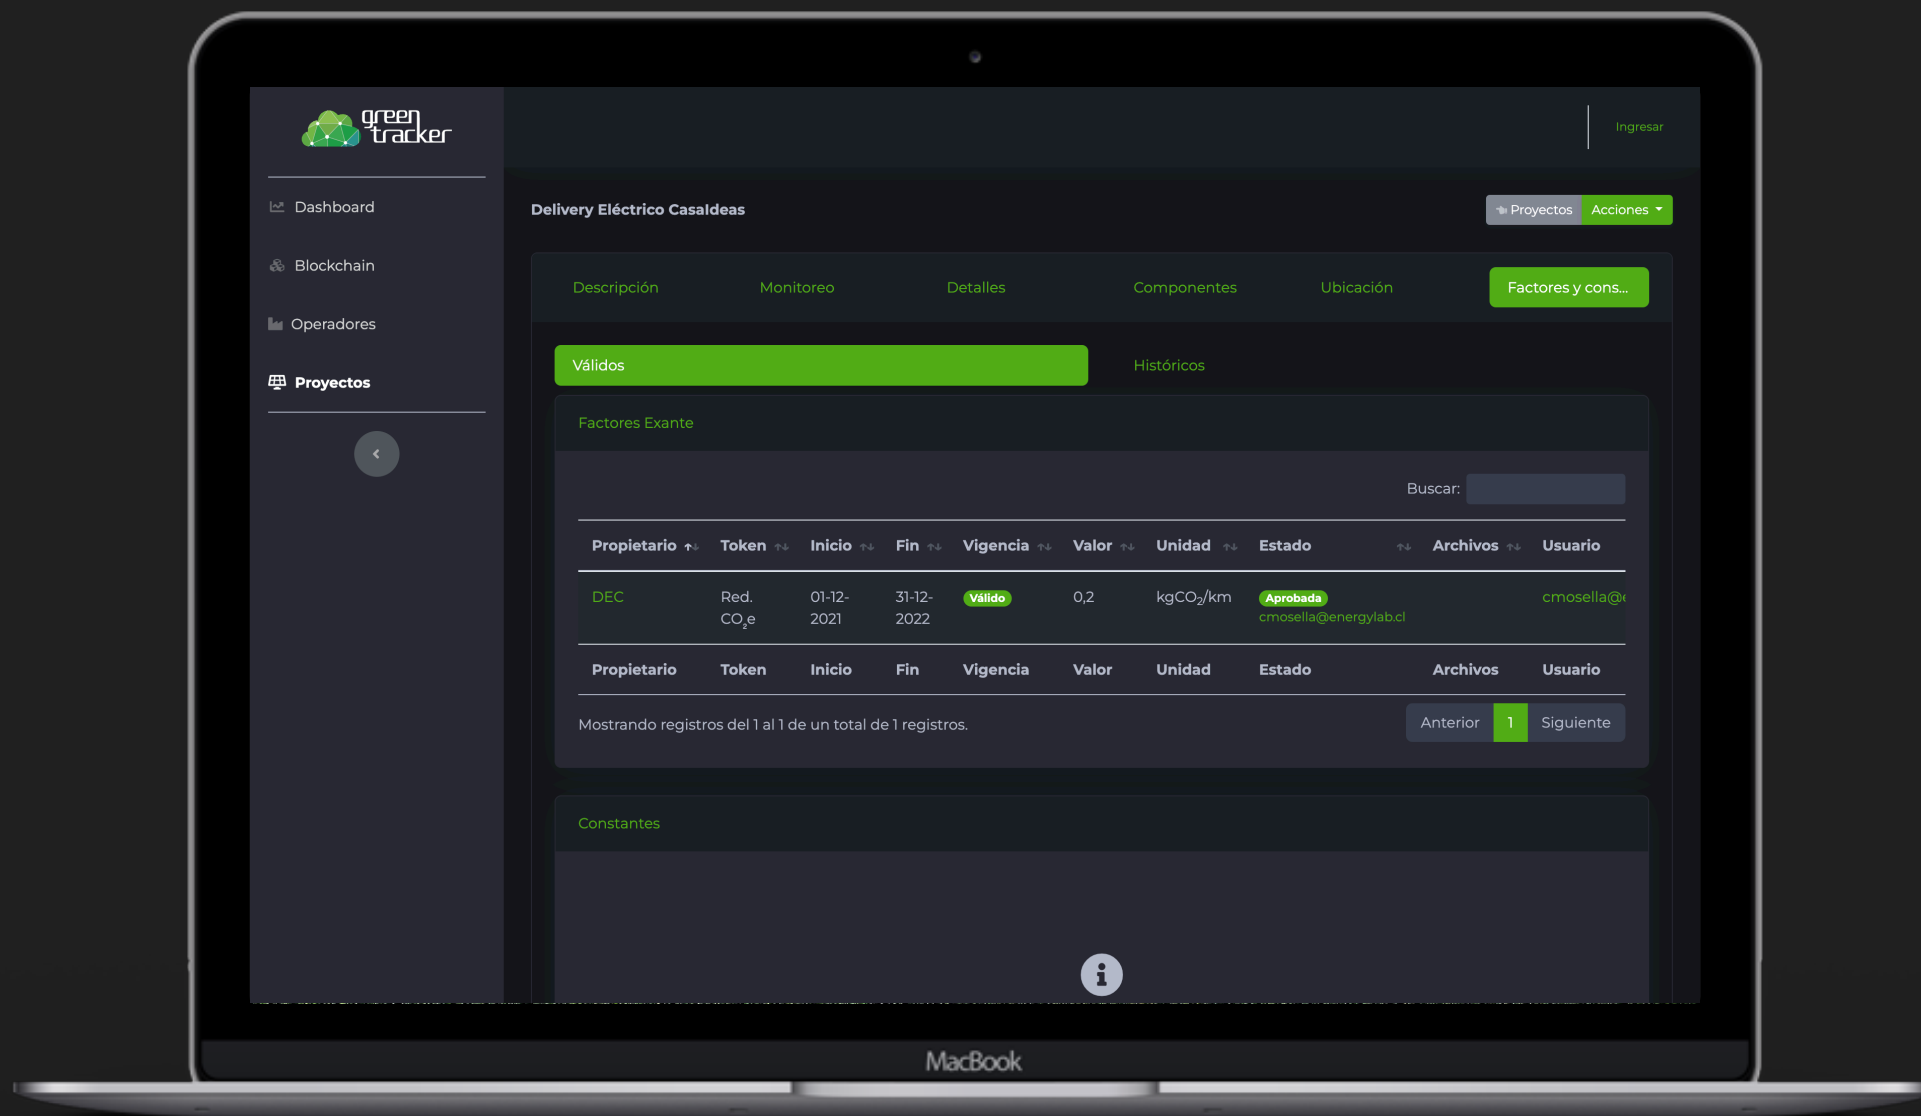 green
tracker
Ingresar
Dashboard
Blockchain
Operadores
Proyectos
Delivery Eléctrico CasaIdeas
Proyectos Acciones
Descripción Monitoreo Detalles Componentes Ubicación Factores y cons...
Válidos Históricos
Factores Exante
Buscar:
Propietario Token Inicio Fin Vigencia Valor Unidad Estado Archivos Usuario
DEC Red. 01-12- 31-12- Válido 0,2 kgCO₂/km Aprobada cmosella@e
CO₂e 2021 2022 cmosella@energylab.cl
Propietario Token Inicio Fin Vigencia Valor Unidad Estado Archivos Usuario
Mostrando registros del 1 al 1 de un total de 1 registros.
Anterior 1 Siguiente
Constantes
MacBook